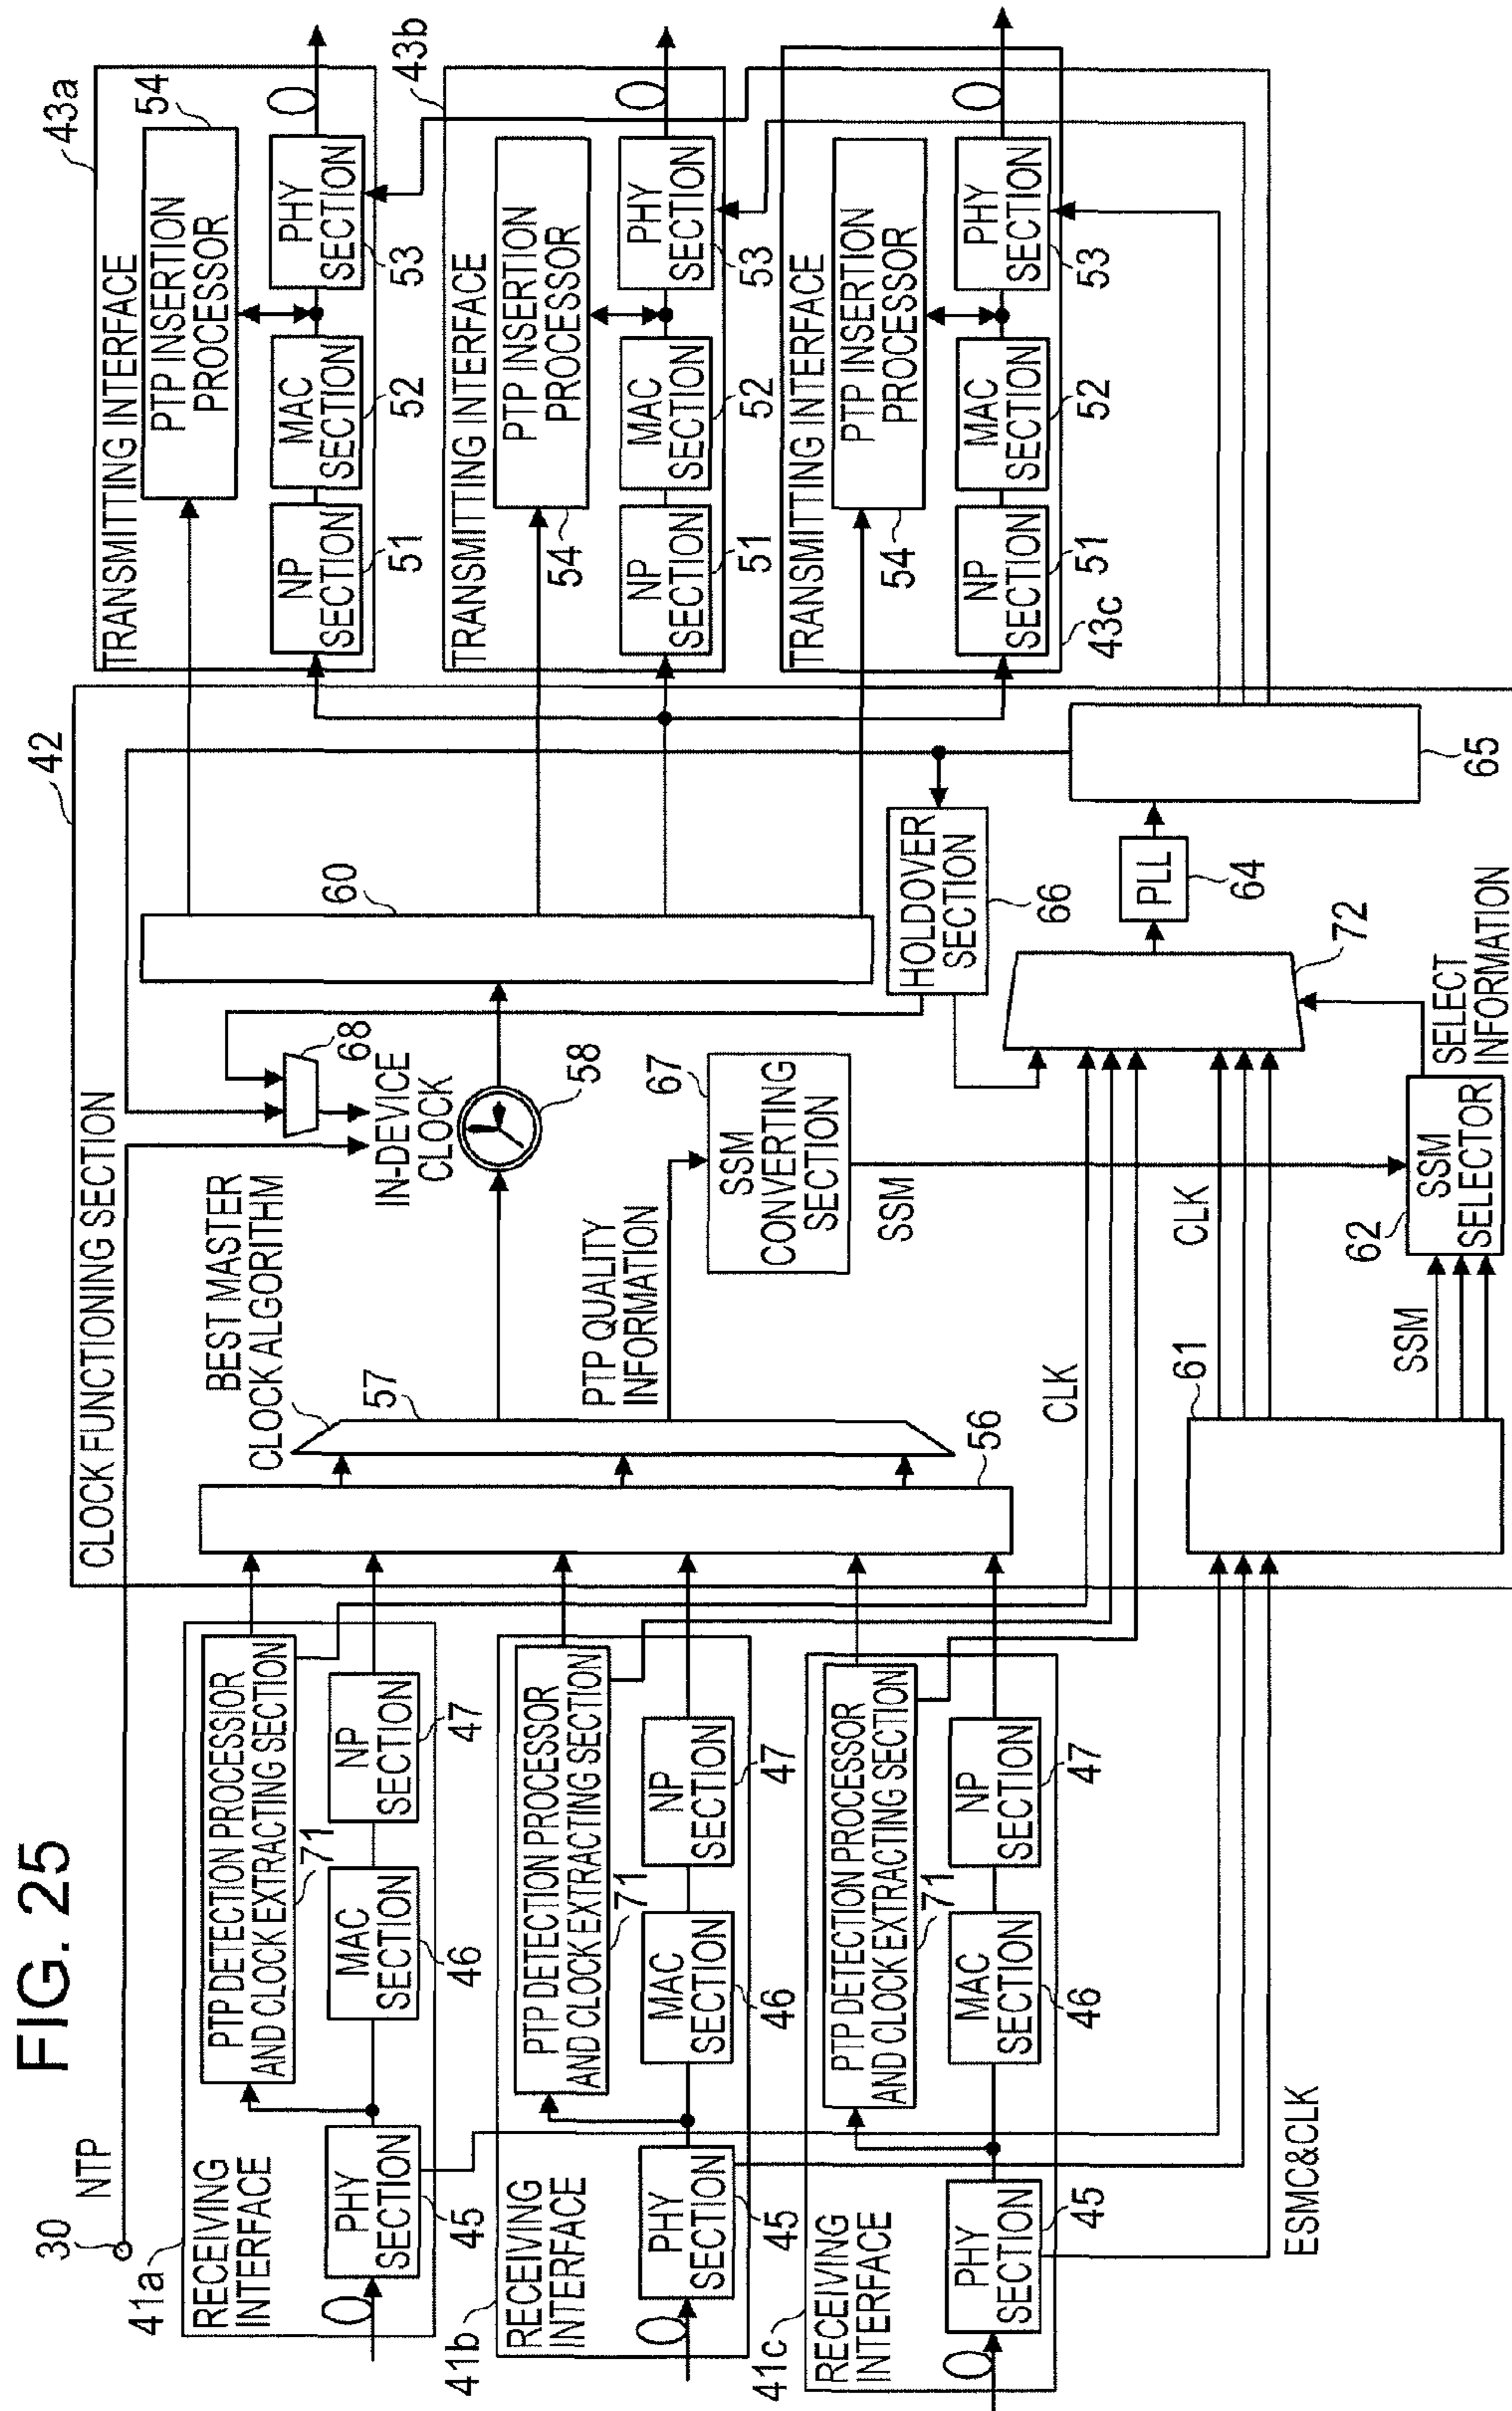 FIG. 25
30
NTP
41a
RECEIVING
INTERFACE
PTP DETECTION PROCESSIOR
AND CLOCK EXTRACTING SECTION
71
PHY
SECTION
45
MAC
SECTION
46
NP
SECTION
47
41b
RECEIVING
INTERFACE
PTP DETECTION PROCESSOR
AND CLOCK EXTRACTING SECTION
71
PHY
SECTION
45
MAC
SECTION
46
NP
SECTION
47
41c
RECEIVING
INTERFACE
PTP DETECTION PROCESSOR
AND CLOCK EXTRACTING SECTION
71
PHY
SECTION
45
MAC
SECTION
46
NP
SECTION
47
ESMC&CLK
CLOCK FUNCTIONING SECTION
42
BEST MASTER
CLOCK ALGORITHM
57
56
IN-DEVICE
CLOCK
68
58
60
PTP QUALITY
INFORMATION
67
SSM
CONVERTING
SECTION
SSM
HOLDOVER
SECTION
66
CLK
CLK
61
SSM
62
SSM
SELECTOR
SELECT
INFORMATION
72
PLL
64
65
43a
TRANSMITTING INTERFACE
PTP INSERTION
PROCESSOR
54
NP
SECTION
51
MAC
SECTION
52
PHY
SECTION
53
43b
TRANSMITTING INTERFACE
PTP INSERTION
PROCESSOR
54
NP
SECTION
51
MAC
SECTION
52
PHY
SECTION
53
TRANSMITTING INTERFACE
PTP INSERTION
PROCESSOR
54
NP
SECTION
51
MAC
SECTION
52
PHY
SECTION
53
43c